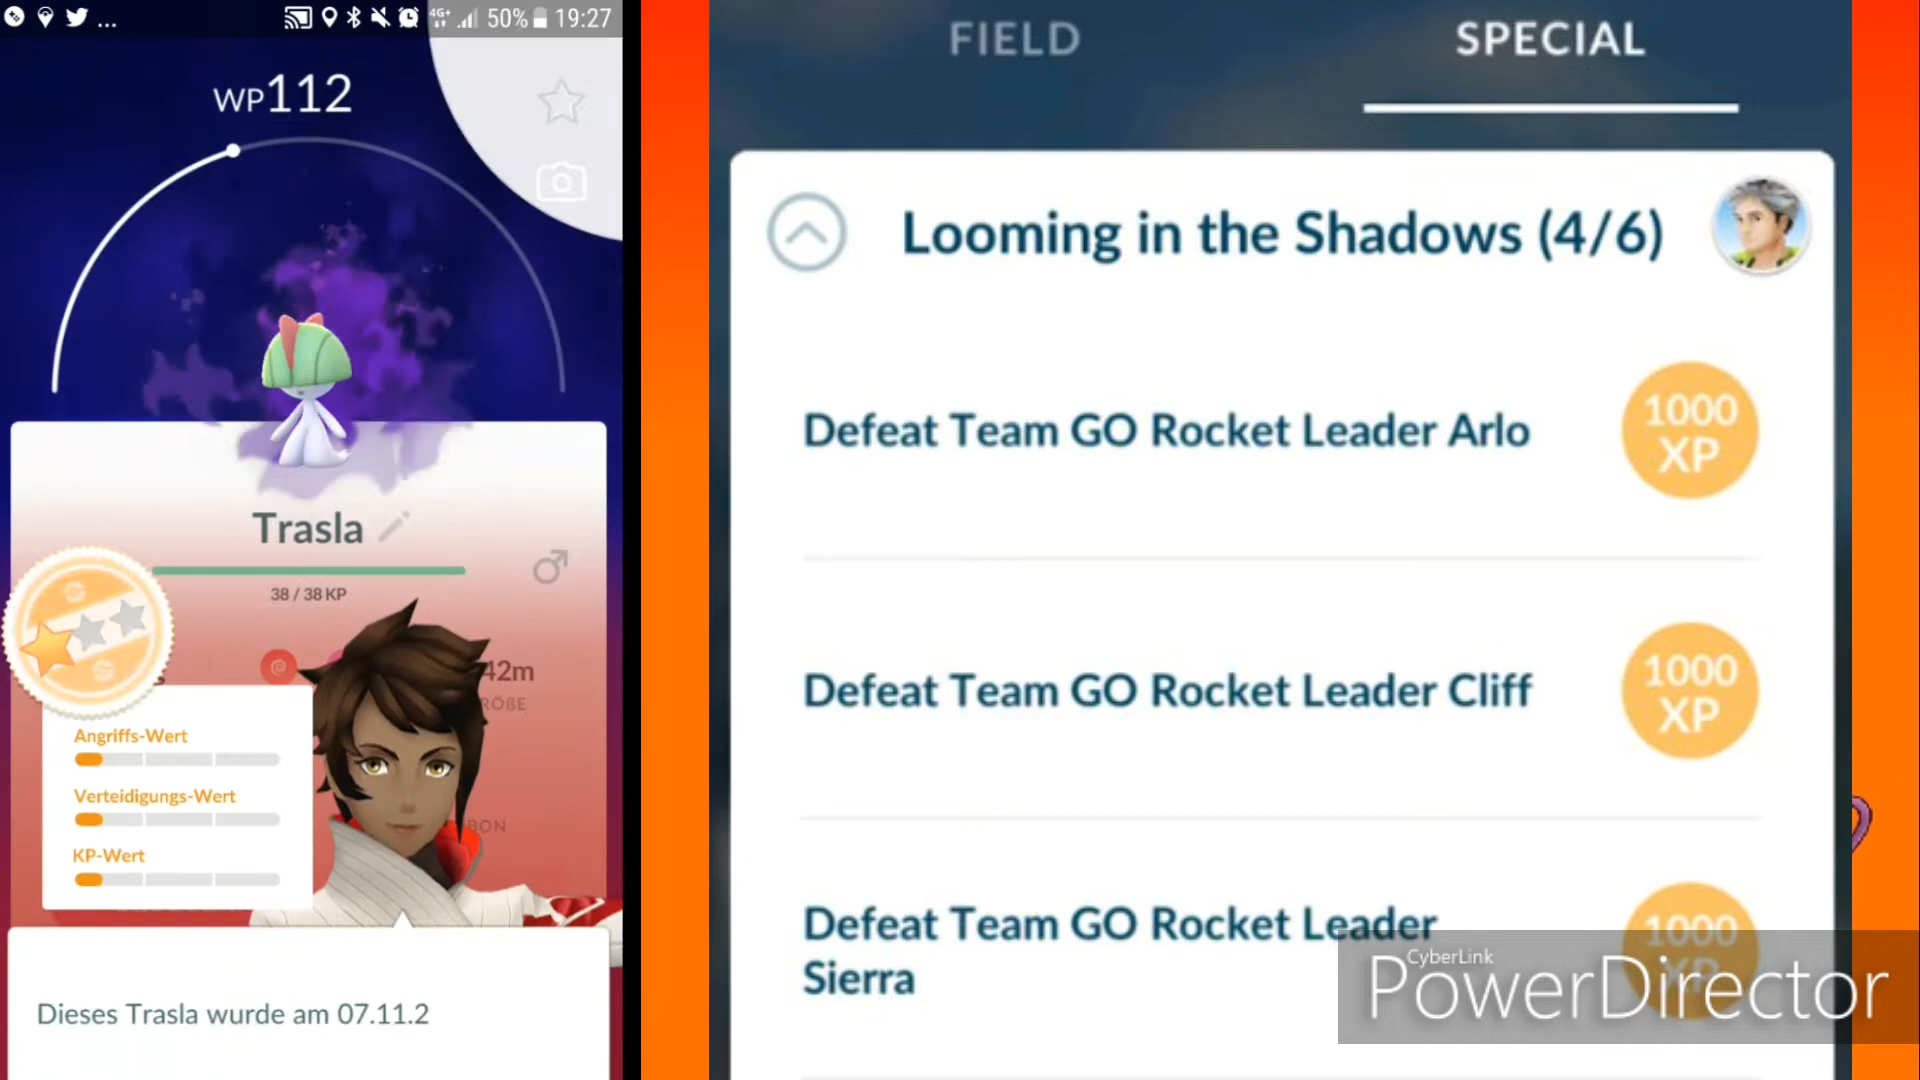 4G+ 50% 19:27
WP112
Trasla
38 / 38 KP
42m
Angriffs-Wert
Verteidigungs-Wert
KP-Wert
Dieses Trasla wurde am 07.11.2
FIELD SPECIAL
Looming in the Shadows (4/6)
Defeat Team GO Rocket Leader Arlo
1000
XP
Defeat Team GO Rocket Leader Cliff
1000
XP
Defeat Team GO Rocket Leader
Sierra
1000
XP
CyberLink
PowerDirector